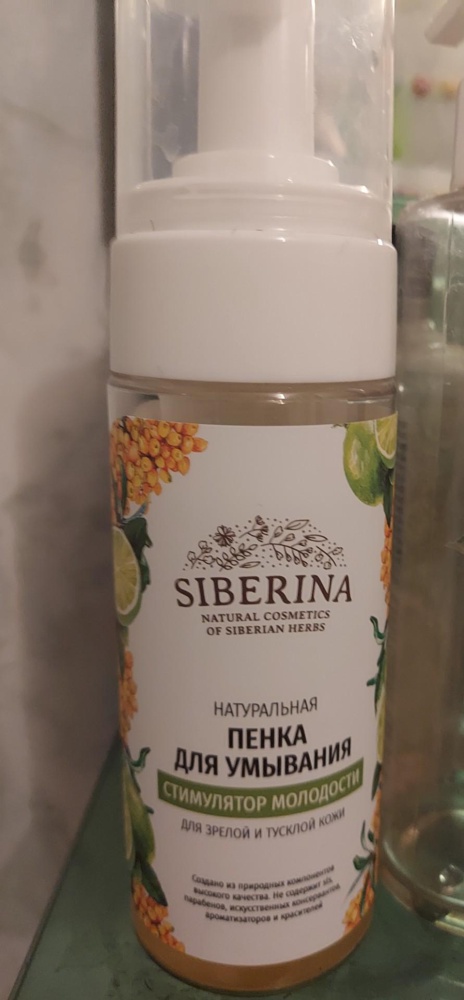 SIBERINA
NATURAL COSMETICS
OF SIBERIAN HERBS
НАТУРАЛЬНАЯ
ПЕНКА
ДЛЯ УМЫВАНИЯ
СТИМУЛЯТОР МОЛОДОСТИ
ДЛЯ ЗРЕЛОЙ И ТУСКЛОЙ КОЖИ
Создано из природных компонентов
высокого качества. Не содержит sls,
парабенов, искусственных консервантов,
ароматизаторов и красителей